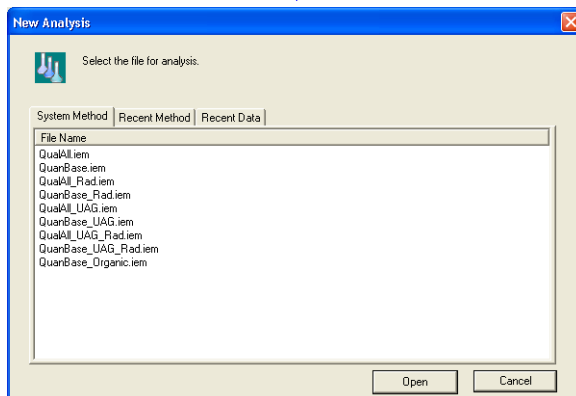 New Analysis
Select the file for analysis.
System Method Recent Method Recent Data
File Name
QualAll.iem
QuanBase.iem
QualAll_Rad.iem
QuanBase_Rad.iem
QualAll_UAG.iem
QuanBase_UAG.iem
QualAll_UAG_Rad.iem
QuanBase_UAG_Rad.iem
QuanBase_Organic.iem
Open Cancel